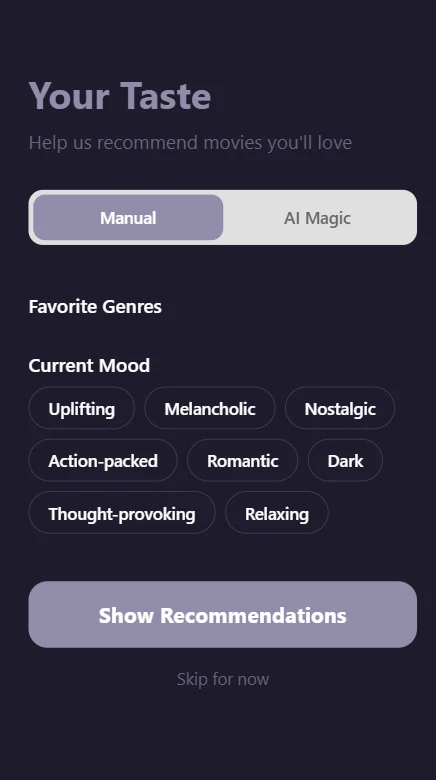 Your Taste
Help us recommend movies you'll love
Manual AI Magic
Favorite Genres
Current Mood
Uplifting Melancholic Nostalgic
Action-packed Romantic Dark
Thought-provoking Relaxing
Show Recommendations
Skip for now